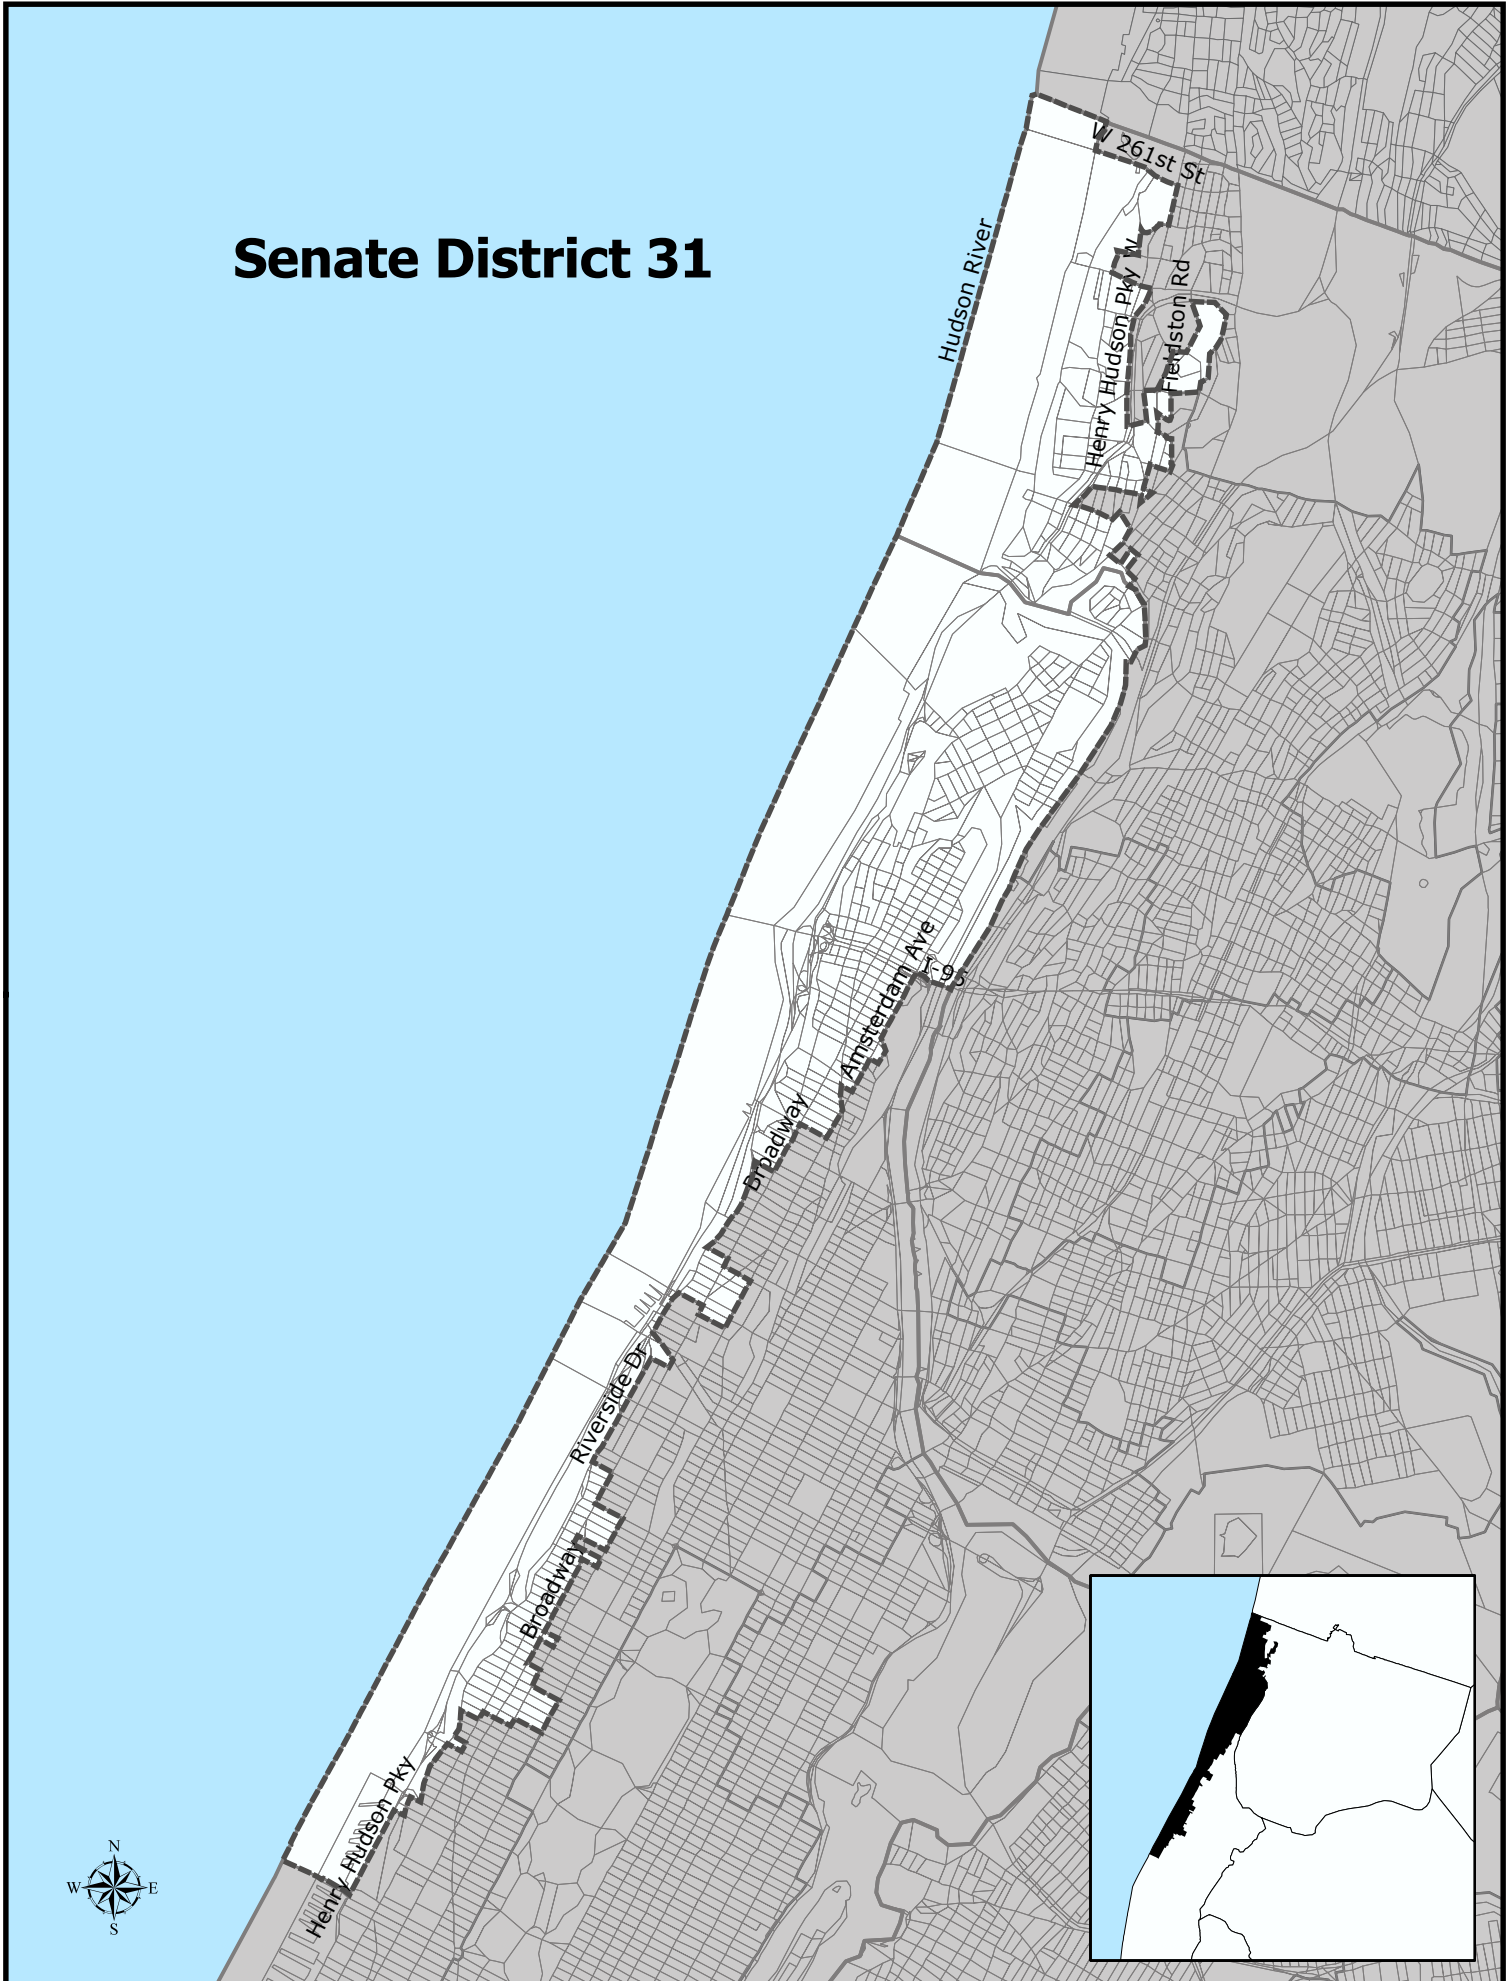 W 261st St
Senate District 31
Hudson River
Henry Hudson Pky W
Fieldston Rd
Amsterdam Ave
I-95
Broadway
Riverside Dr
Broadway
Henry Hudson Pky
N
W E
S